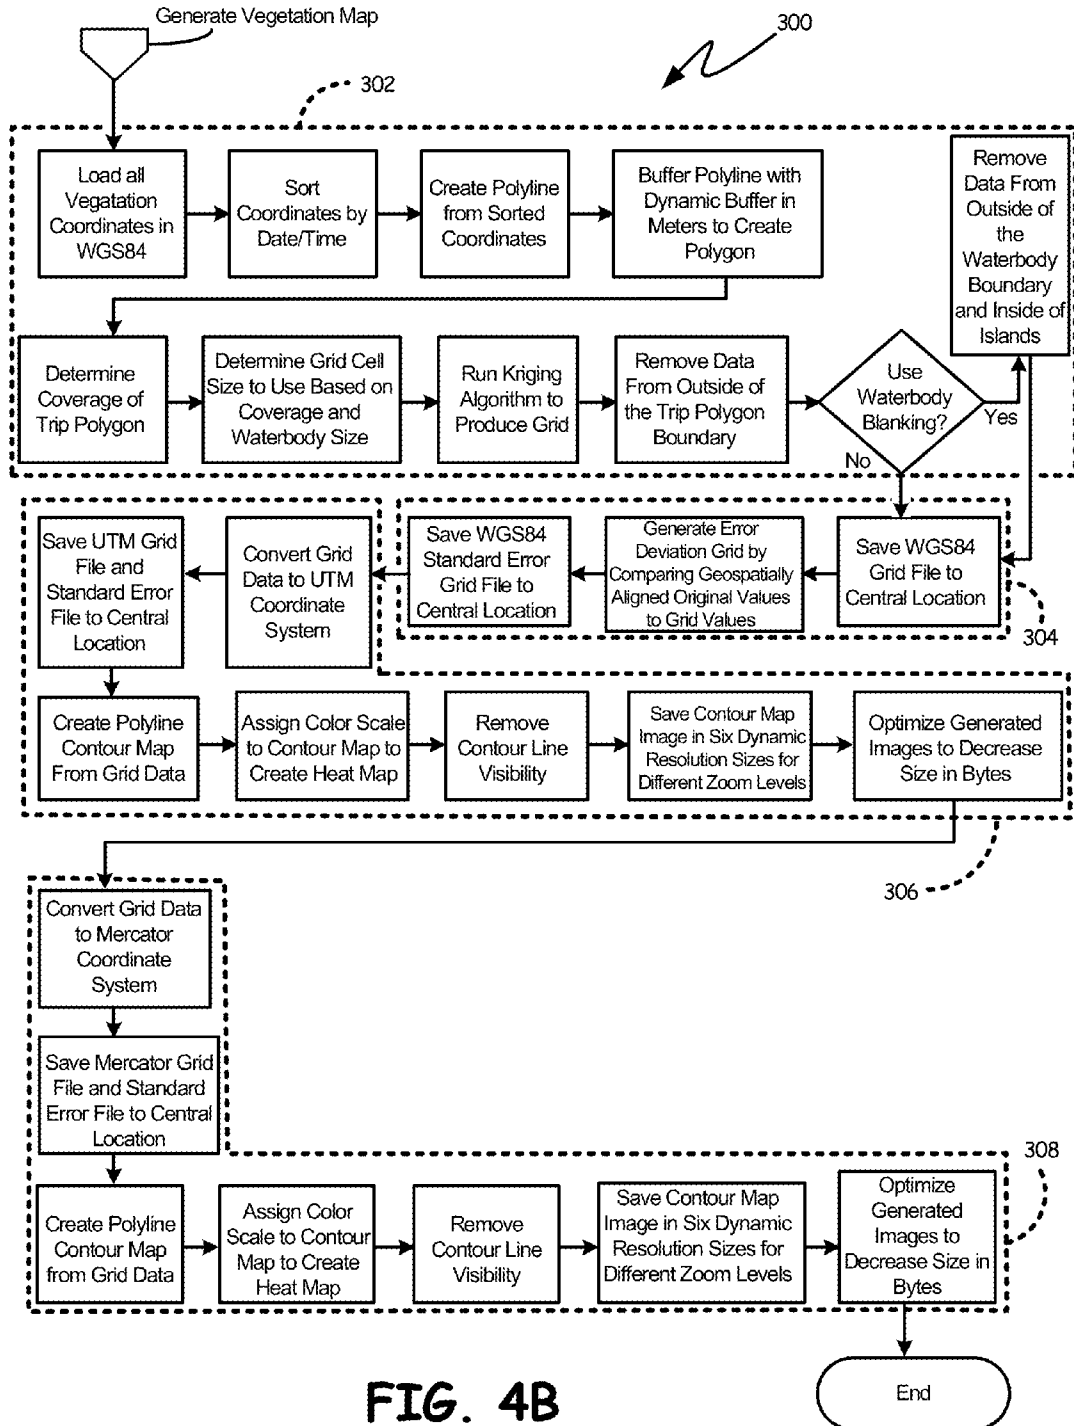 Generate Vegetation Map
300
302
Load all
Vegatation
Coordinates in
WGS84
Sort
Coordinates by
Date/Time
Create Polyline
from Sorted
Coordinates
Buffer Polyline with
Dynamic Buffer in
Meters to Create
Polygon
Remove
Data From
Outside of
the
Waterbody
Boundary
and Inside of
Islands
Determine
Coverage of
Trip Polygon
Determine Grid Cell
Size to Use Based on
Coverage and
Waterbody Size
Run Kriging
Algorithm to
Produce Grid
Remove Data
From Outside of
the Trip Polygon
Boundary
Use
Waterbody
Blanking?
Yes
No
Save WGS84
Grid File to
Central Location
Generate Error
Deviation Grid by
Comparing Geospatially
Aligned Original Values
to Grid Values
Save WGS84
Standard Error
Grid File to
Central Location
304
Convert Grid
Data to UTM
Coordinate
System
Save UTM Grid
File and
Standard Error
File to Central
Location
Create Polyline
Contour Map
From Grid Data
Assign Color Scale
to Contour Map to
Create Heat Map
Remove
Contour Line
Visibility
Save Contour Map
Image in Six Dynamic
Resolution Sizes for
Different Zoom Levels
Optimize Generated
Images to Decrease
Size in Bytes
306
Convert Grid Data
to Mercator
Coordinate
System
Save Mercator Grid
File and Standard
Error File to Central
Location
Create Polyline
Contour Map
from Grid Data
Assign Color
Scale to Contour
Map to Create
Heat Map
Remove
Contour Line
Visibility
Save Contour Map
Image in Six Dynamic
Resolution Sizes for
Different Zoom Levels
Optimize
Generated
Images to
Decrease Size in
Bytes
308
End
FIG. 4B